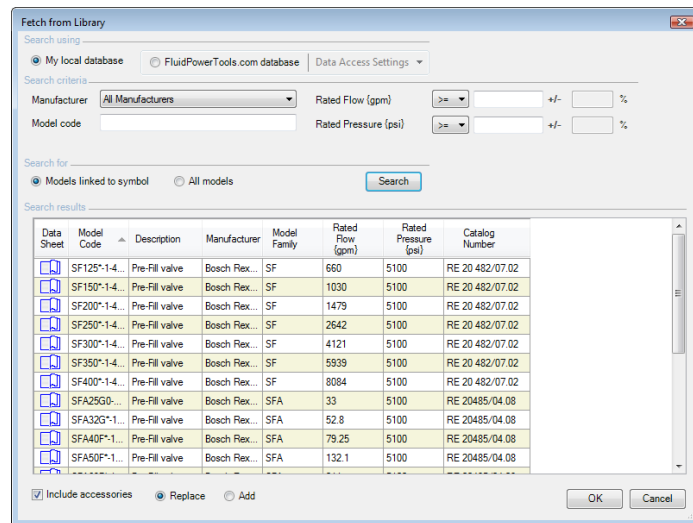 Fetch from Library
Search using
My local database FluidPowerTools.com database Data Access Settings
Search criteria
Manufacturer All Manufacturers Rated Flow {gpm} >= +/- %
Model code Rated Pressure {psi} >= +/- %
Search for
Models linked to symbol All models Search
Search results
Data Sheet Model Code Description Manufacturer Model Family Rated Flow {gpm} Rated Pressure {psi} Catalog Number
SF125*-1-4... Pre-Fill valve Bosch Rex... SF 660 5100 RE 20 482/07.02
SF150*-1-4... Pre-Fill valve Bosch Rex... SF 1030 5100 RE 20 482/07.02
SF200*-1-4... Pre-Fill valve Bosch Rex... SF 1479 5100 RE 20 482/07.02
SF250*-1-4... Pre-Fill valve Bosch Rex... SF 2642 5100 RE 20 482/07.02
SF300*-1-4... Pre-Fill valve Bosch Rex... SF 4121 5100 RE 20 482/07.02
SF350*-1-4... Pre-Fill valve Bosch Rex... SF 5939 5100 RE 20 482/07.02
SF400*-1-4... Pre-Fill valve Bosch Rex... SF 8084 5100 RE 20 482/07.02
SFA25G0-... Pre-Fill valve Bosch Rex... SFA 33 5100 RE 20485/04.08
SFA32G*-1... Pre-Fill valve Bosch Rex... SFA 52.8 5100 RE 20485/04.08
SFA40F*-1... Pre-Fill valve Bosch Rex... SFA 79.25 5100 RE 20485/04.08
SFA50F*-1... Pre-Fill valve Bosch Rex... SFA 132.1 5100 RE 20485/04.08
Include accessories Replace Add OK Cancel